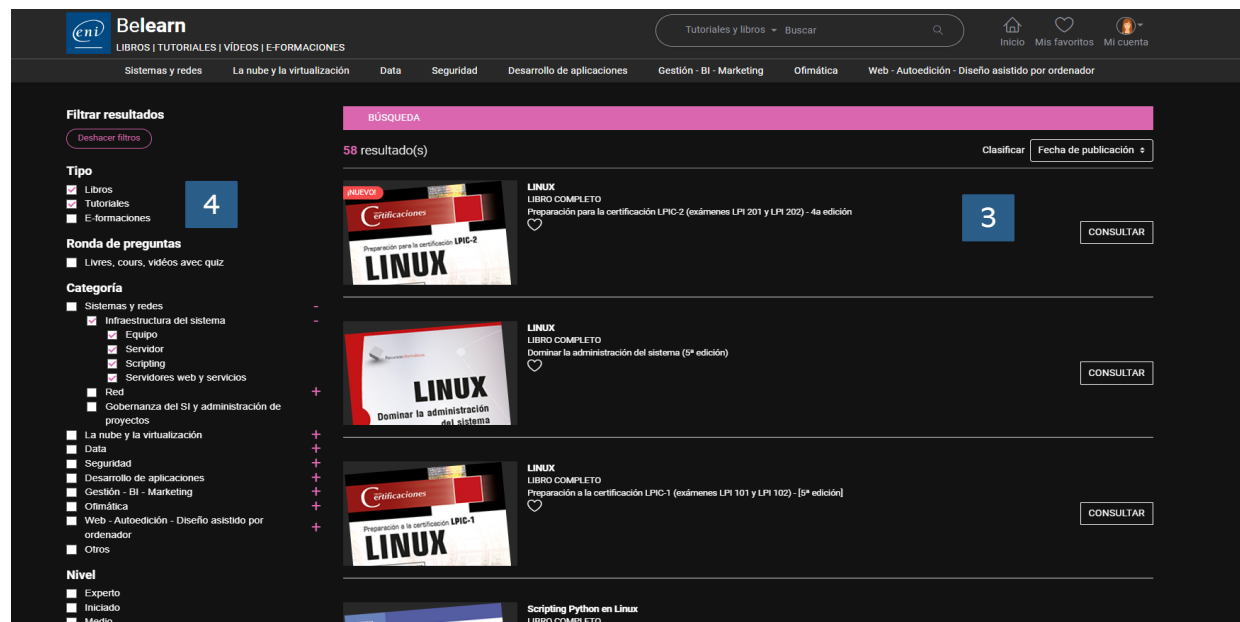 eni
Belearn
LIBROS | TUTORIALES | VÍDEOS | E-FORMACIONES
Tutoriales y libros
Buscar
Inicio
Mis favoritos
Mi cuenta
Sistemas y redes
La nube y la virtualización
Data
Seguridad
Desarrollo de aplicaciones
Gestión - BI - Marketing
Ofimática
Web - Autoedición - Diseño asistido por ordenador
Filtrar resultados
Deshacer filtros
Tipo
Libros
Tutoriales
E-formaciones
4
Ronda de preguntas
Livres, cours, vidéos avec quiz
Categoría
Sistemas y redes -
Infraestructura del sistema -
Equipo
Servidor
Scripting
Servidores web y servicios
Red +
Gobernanza del SI y administración de
proyectos
La nube y la virtualización +
Data +
Seguridad +
Desarrollo de aplicaciones +
Gestión - BI - Marketing +
Ofimática +
Web - Autoedición - Diseño asistido por +
ordenador
Otros
Nivel
Experto
Iniciado
Medio
BÚSQUEDA
58 resultado(s)
Clasificar
Fecha de publicación
¡NUEVO!
Certificaciones
Preparación para la certificación LPIC-2
LINUX
LINUX
LIBRO COMPLETO
Preparación para la certificación LPIC-2 (exámenes LPI 201 y LPI 202) - 4a edición
3
CONSULTAR
Recursos Informáticos
LINUX
Dominar la administración
del sistema
LINUX
LIBRO COMPLETO
Dominar la administración del sistema (5ª edición)
CONSULTAR
Certificaciones
Preparación a la certificación LPIC-1
LINUX
LINUX
LIBRO COMPLETO
Preparación a la certificación LPIC-1 (exámenes LPI 101 y LPI 102) - [5ª edición]
CONSULTAR
Scripting Python en Linux
LIBRO COMPLETO